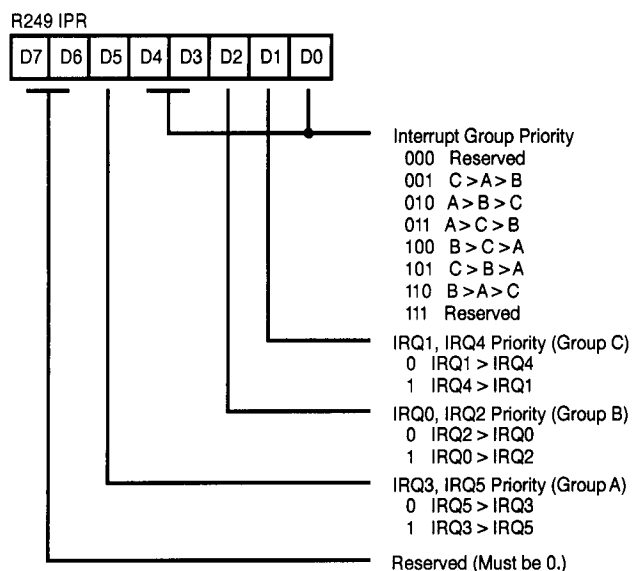 R249 IPR
D7 D6 D5 D4 D3 D2 D1 D0
Interrupt Group Priority
000 Reserved
001 C > A > B
010 A > B > C
011 A > C > B
100 B > C > A
101 C > B > A
110 B > A > C
111 Reserved
IRQ1, IRQ4 Priority (Group C)
0 IRQ1 > IRQ4
1 IRQ4 > IRQ1
IRQ0, IRQ2 Priority (Group B)
0 IRQ2 > IRQ0
1 IRQ0 > IRQ2
IRQ3, IRQ5 Priority (Group A)
0 IRQ5 > IRQ3
1 IRQ3 > IRQ5
Reserved (Must be 0.)